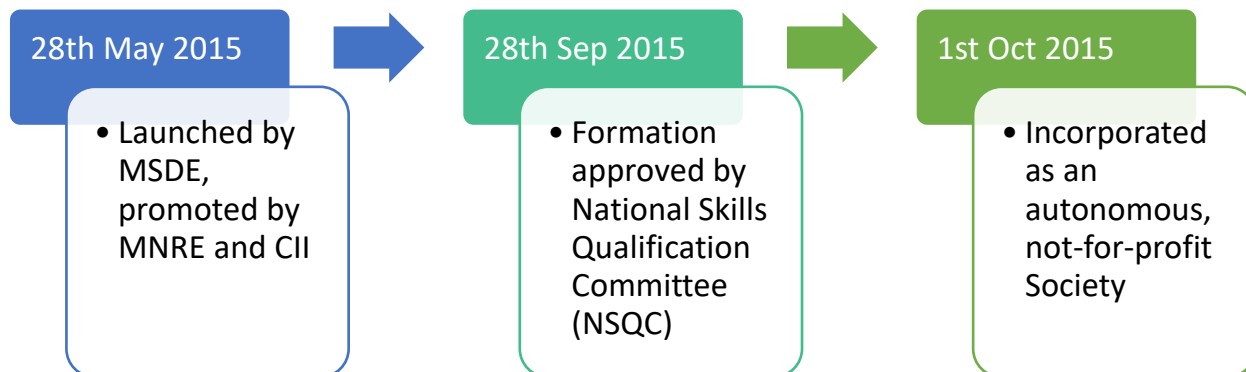 28th May 2015
• Launched by
MSDE,
promoted by
MNRE and CII
28th Sep 2015
• Formation
approved by
National Skills
Qualification
Committee
(NSQC)
1st Oct 2015
• Incorporated
as an
autonomous,
not-for-profit
Society